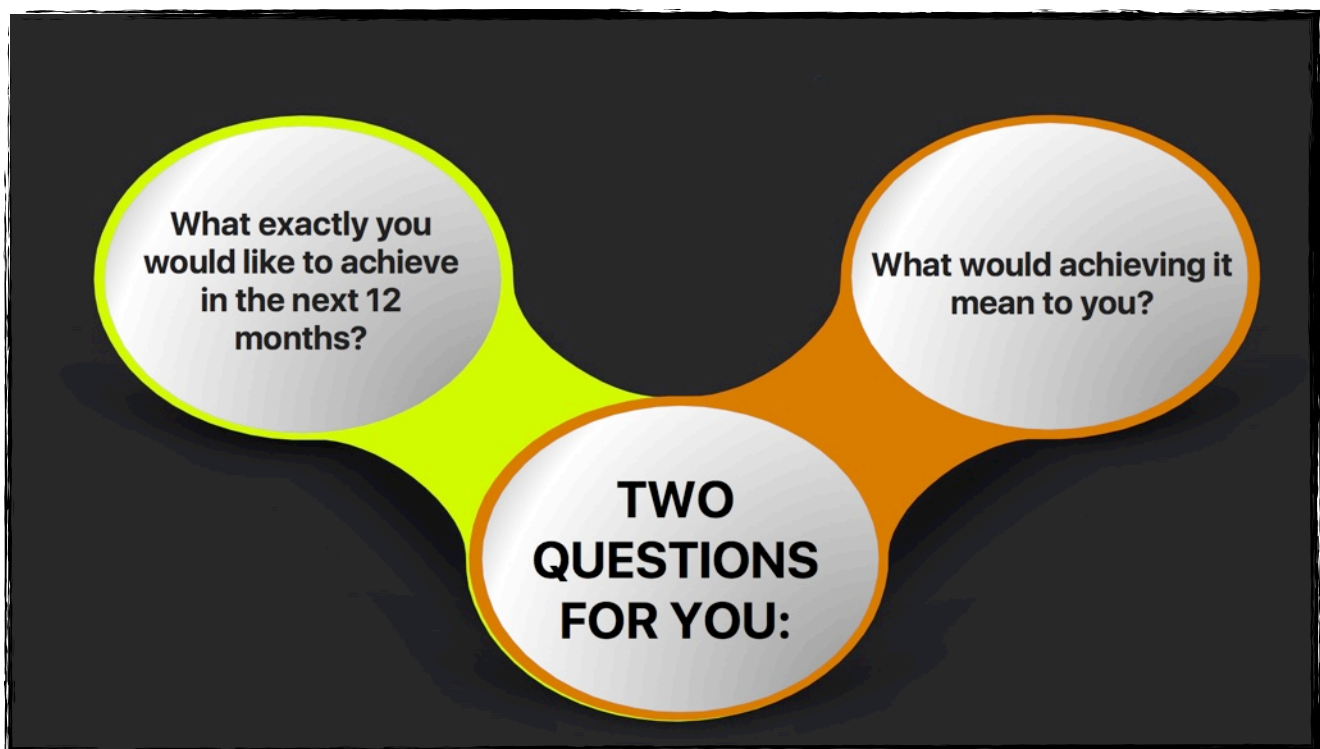 What exactly you
would like to achieve
in the next 12
months?
What would achieving it
mean to you?
TWO
QUESTIONS
FOR YOU: